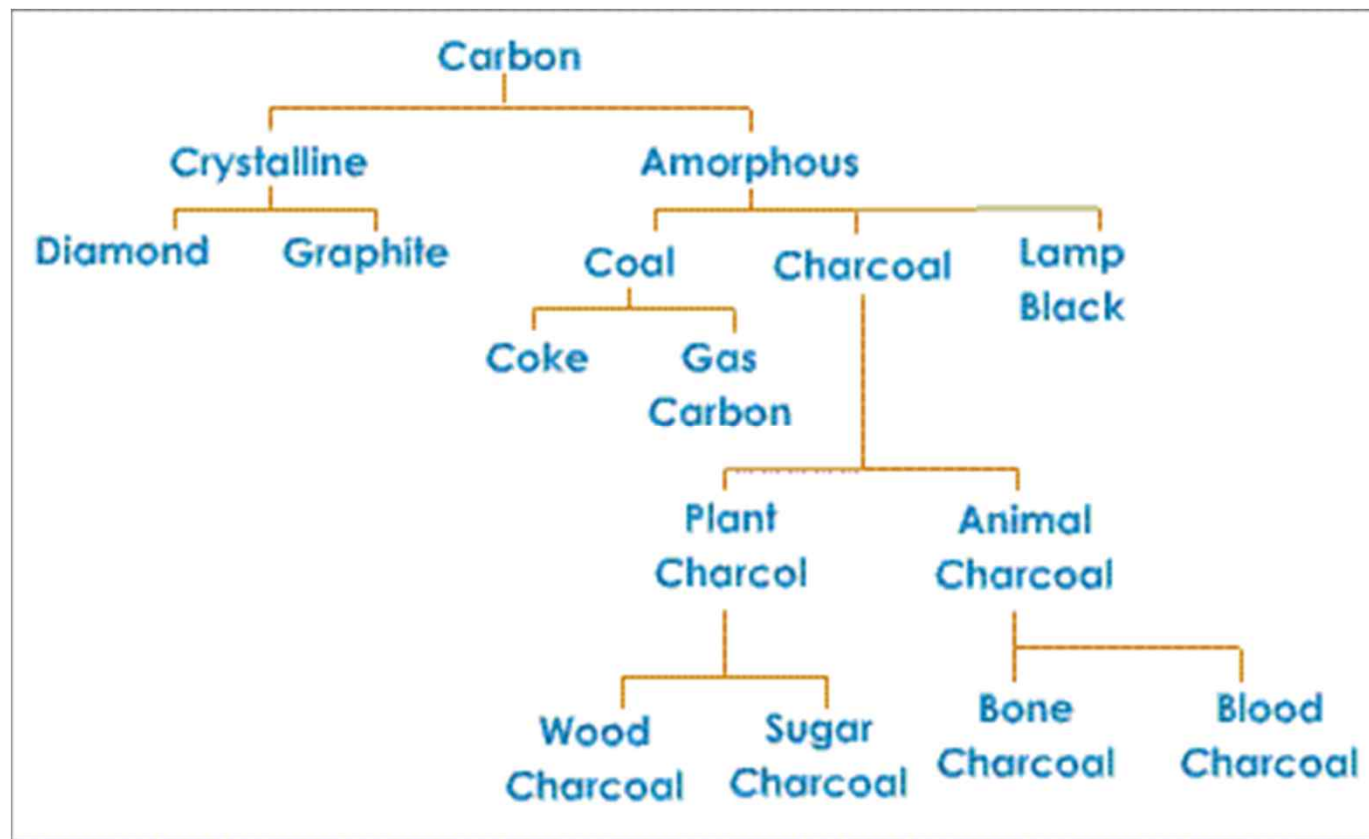 Carbon
Crystalline
Amorphous
Diamond
Graphite
Coal
Charcoal
Lamp
Black
Coke
Gas
Carbon
Plant
Charcol
Animal
Charcoal
Wood
Charcoal
Sugar
Charcoal
Bone
Charcoal
Blood
Charcoal